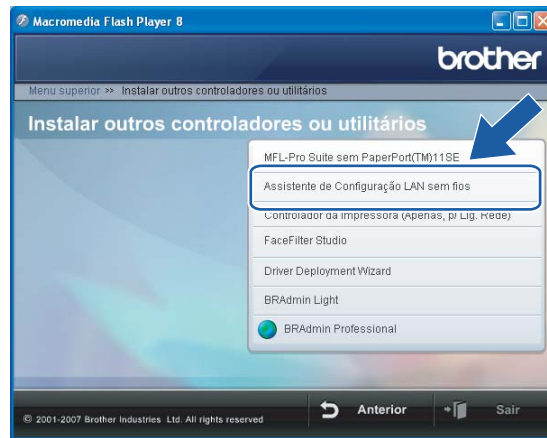 Macromedia Flash Player 8
brother
Menu superior >> Instalar outros controladores ou utilitários
Instalar outros controladores ou utilitários
MFL-Pro Suite sem PaperPort(TM)11SE
Assistente de Configuração LAN sem fios
Controlador da Impressora (Apenas, p/ Lig. Rede)
FaceFilter Studio
Driver Deployment Wizard
BRAdmin Light
BRAdmin Professional
© 2001-2007 Brother Industries Ltd. All rights reserved
Anterior
Sair